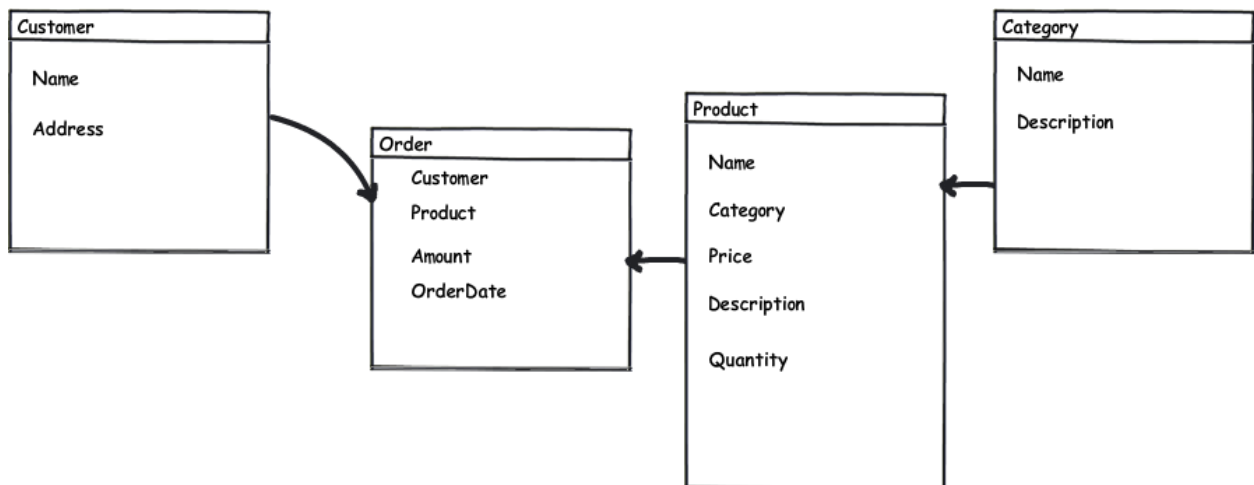 Customer
Name
Address
Order
Customer
Product
Amount
OrderDate
Product
Name
Category
Price
Description
Quantity
Category
Name
Description